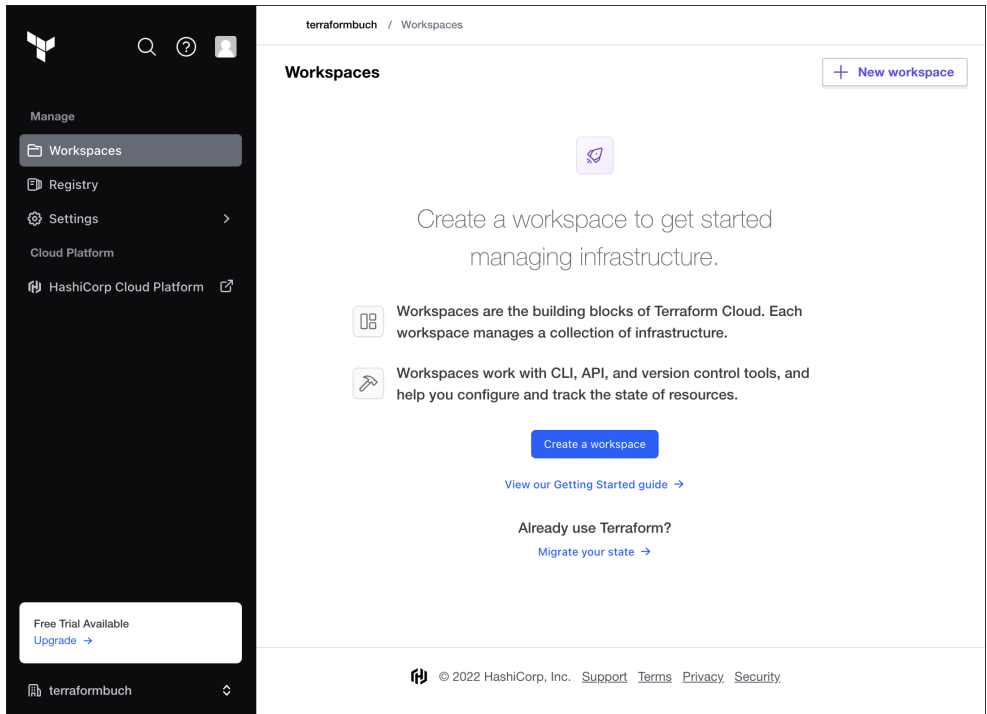 terraformbuch / Workspaces
Manage
Workspaces
Registry
Settings
Cloud Platform
HashiCorp Cloud Platform
Free Trial Available
Upgrade →
terraformbuch
Workspaces
+ New workspace
Create a workspace to get started
managing infrastructure.
Workspaces are the building blocks of Terraform Cloud. Each
workspace manages a collection of infrastructure.
Workspaces work with CLI, API, and version control tools, and
help you configure and track the state of resources.
Create a workspace
View our Getting Started guide →
Already use Terraform?
Migrate your state →
© 2022 HashiCorp, Inc. Support Terms Privacy Security